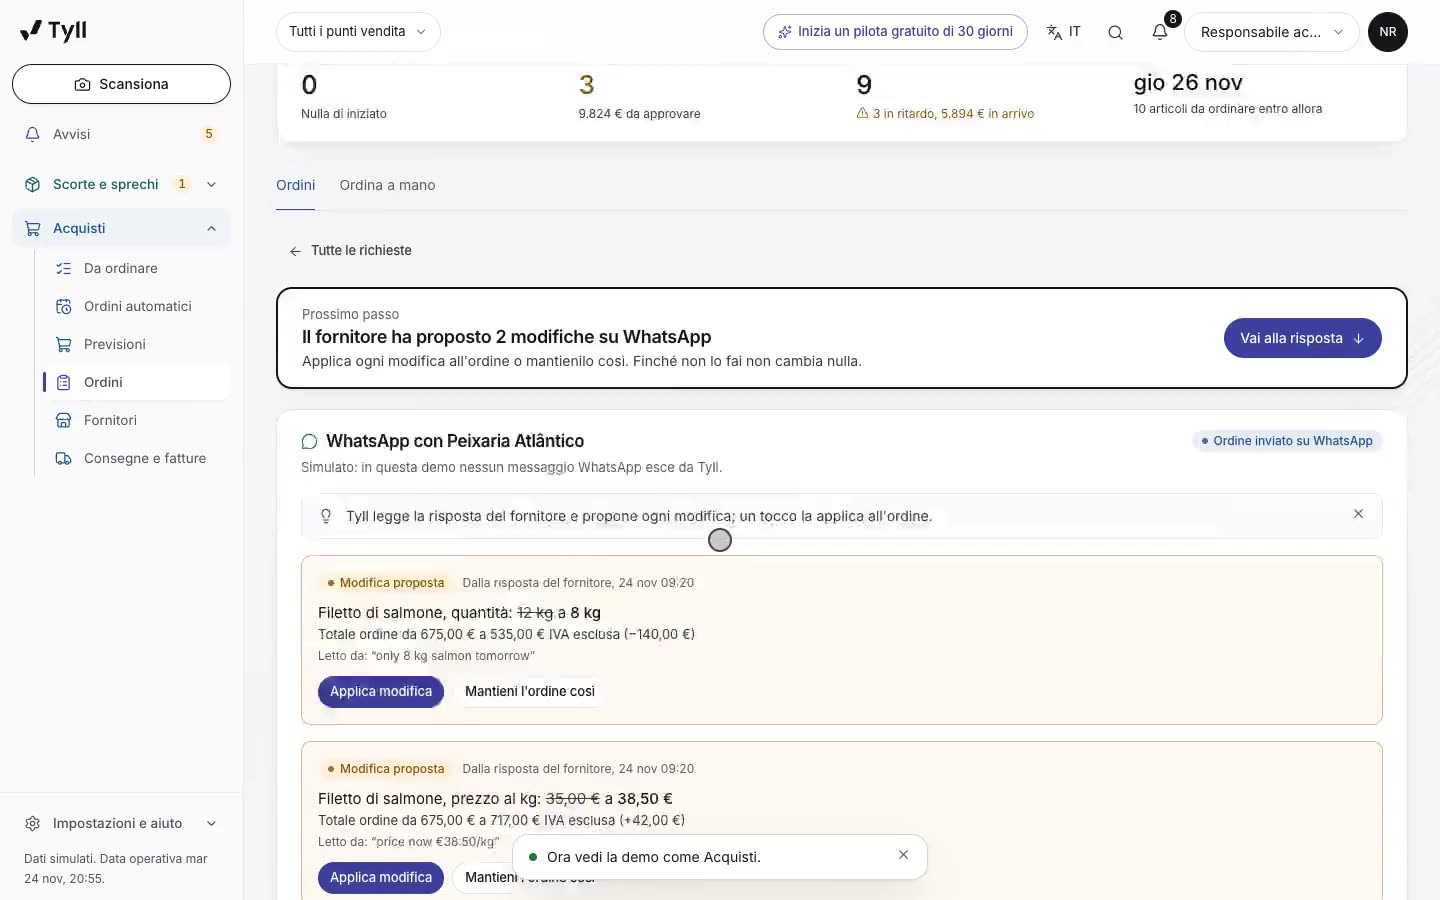 Tyll
Tutti i punti vendita
Inizia un pilota gratuito di 30 giorni
IT
8
Responsabile ac...
NR
Scansiona
Avvisi 5
Scorte e sprechi 1
Acquisti
Da ordinare
Ordini automatici
Previsioni
Ordini
Fornitori
Consegne e fatture
Impostazioni e aiuto
Dati simulati. Data operativa mar
24 nov, 20:55.
0
Nulla di iniziato
3
9.824 € da approvare
9
3 in ritardo, 5.894 € in arrivo
gio 26 nov
10 articoli da ordinare entro allora
Ordini
Ordina a mano
Tutte le richieste
Prossimo passo
Il fornitore ha proposto 2 modifiche su WhatsApp
Applica ogni modifica all'ordine o mantienilo così. Finché non lo fai non cambia nulla.
Vai alla risposta
WhatsApp con Peixaria Atlântico
Ordine inviato su WhatsApp
Simulato: in questa demo nessun messaggio WhatsApp esce da Tyll.
Tyll legge la risposta del fornitore e propone ogni modifica; un tocco la applica all'ordine.
Modifica proposta Dalla risposta del fornitore, 24 nov 09:20
Filetto di salmone, quantità: 12 kg a 8 kg
Totale ordine da 675,00 € a 535,00 € IVA esclusa (−140,00 €)
Letto da: “only 8 kg salmon tomorrow”
Applica modifica
Mantieni l'ordine così
Modifica proposta Dalla risposta del fornitore, 24 nov 09:20
Filetto di salmone, prezzo al kg: 35,00 € a 38,50 €
Totale ordine da 675,00 € a 717,00 € IVA esclusa (+42,00 €)
Letto da: “price now €38.50/kg”
Applica modifica
Mantieni l'ordine così
Ora vedi la demo come Acquisti.